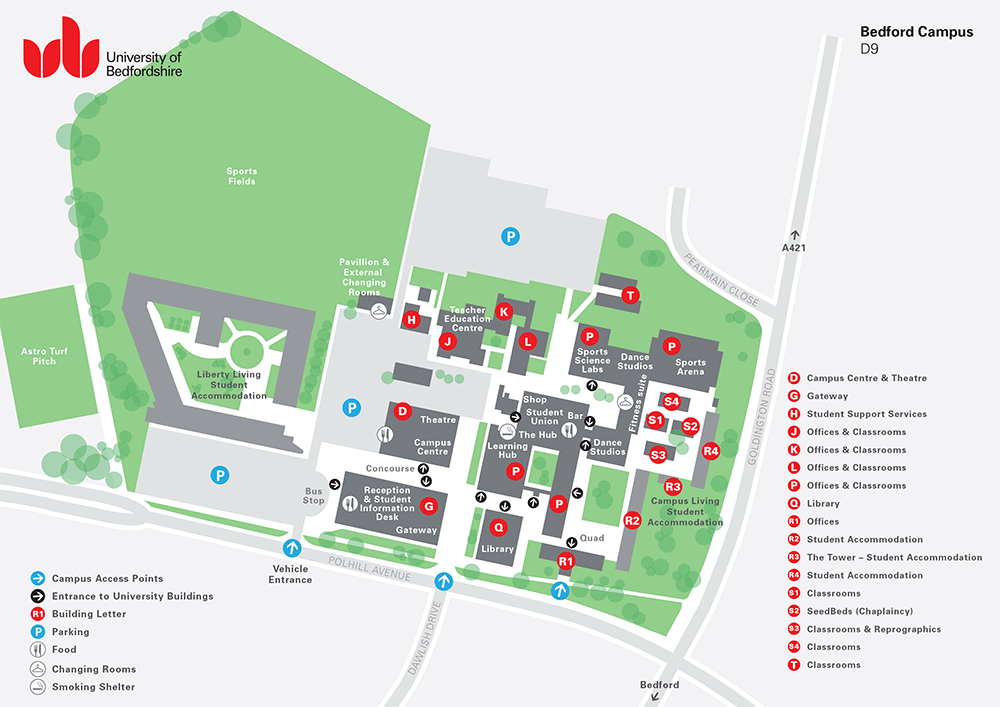 University of
Bedfordshire
Bedford Campus
D9
Sports
Fields
P
A421
PEARMAIN CLOSE
Pavillion &
External
Changing
Rooms
T
H
Teacher
Education
Centre
K
J
L
P
Sports
Science
Labs
Dance
Studios
P
Sports
Arena
Astro Turf
Pitch
Liberty Living
Student
Accommodation
P
D
Theatre
Campus
Centre
Shop
Student
Union
Bar
The Hub
Learning
Hub
P
Fitness suite
Dance
Studios
S4
S1
S2
S3
R4
GOLDINGTON ROAD
P
Concourse
Bus
Stop
Reception
& Student
Information
Desk
G
Gateway
Q
Library
P
Quad
R1
R2
R3
Campus Living
Student
Accommodation
Vehicle
Entrance
POLHILL AVENUE
DAWLISH DRIVE
Bedford
Campus Access Points
Entrance to University Buildings
R1 Building Letter
P Parking
Food
Changing Rooms
Smoking Shelter
D Campus Centre & Theatre
G Gateway
H Student Support Services
J Offices & Classrooms
K Offices & Classrooms
L Offices & Classrooms
P Offices & Classrooms
Q Library
R1 Offices
R2 Student Accommodation
R3 The Tower – Student Accommodation
R4 Student Accommodation
S1 Classrooms
S2 SeedBeds (Chaplaincy)
S3 Classrooms & Reprographics
S4 Classrooms
T Classrooms